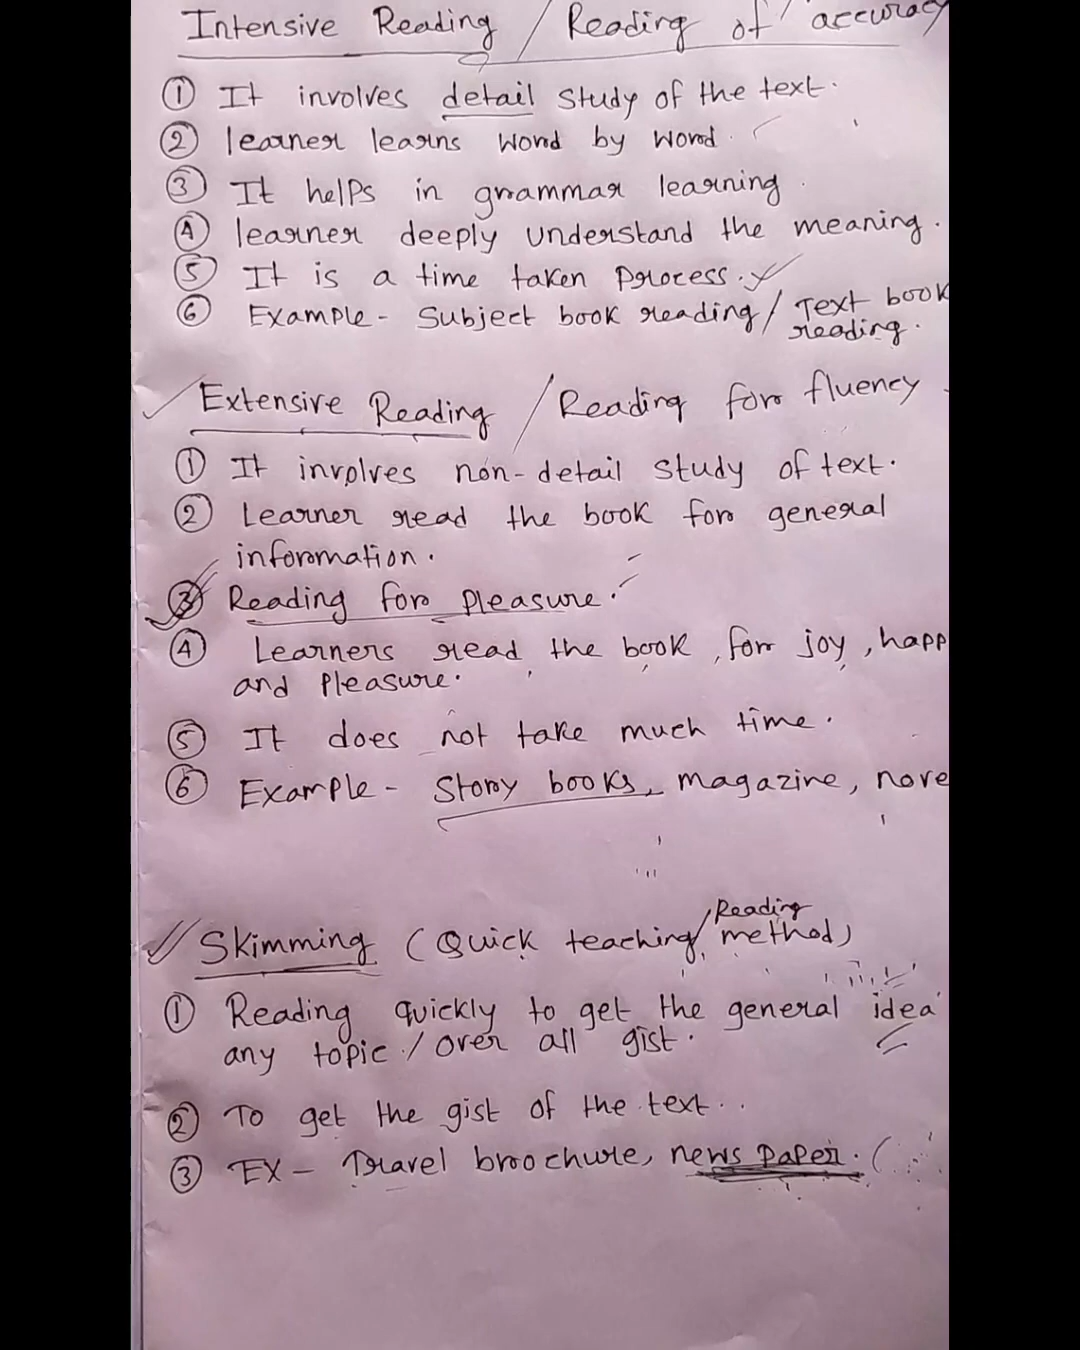 Intensive Reading / Reading of accuracy
① It involves detail study of the text.
② learner learns word by word.
③ It helps in grammar learning.
④ learner deeply understand the meaning.
⑤ It is a time taken process.
⑥ Example - Subject book reading / Text book
reading.
Extensive Reading / Reading for fluency
① It involves non-detail study of text.
② Learner read the book for general
information.
③ Reading for pleasure.
④ Learners read the book, for joy, happ
and pleasure.
⑤ It does not take much time.
⑥ Example - Story books, magazine, nove
Skimming (Quick teaching / Reading method)
① Reading quickly to get the general idea
any topic / over all gist.
② To get the gist of the text..
③ EX - Travel brochure, news paper. (